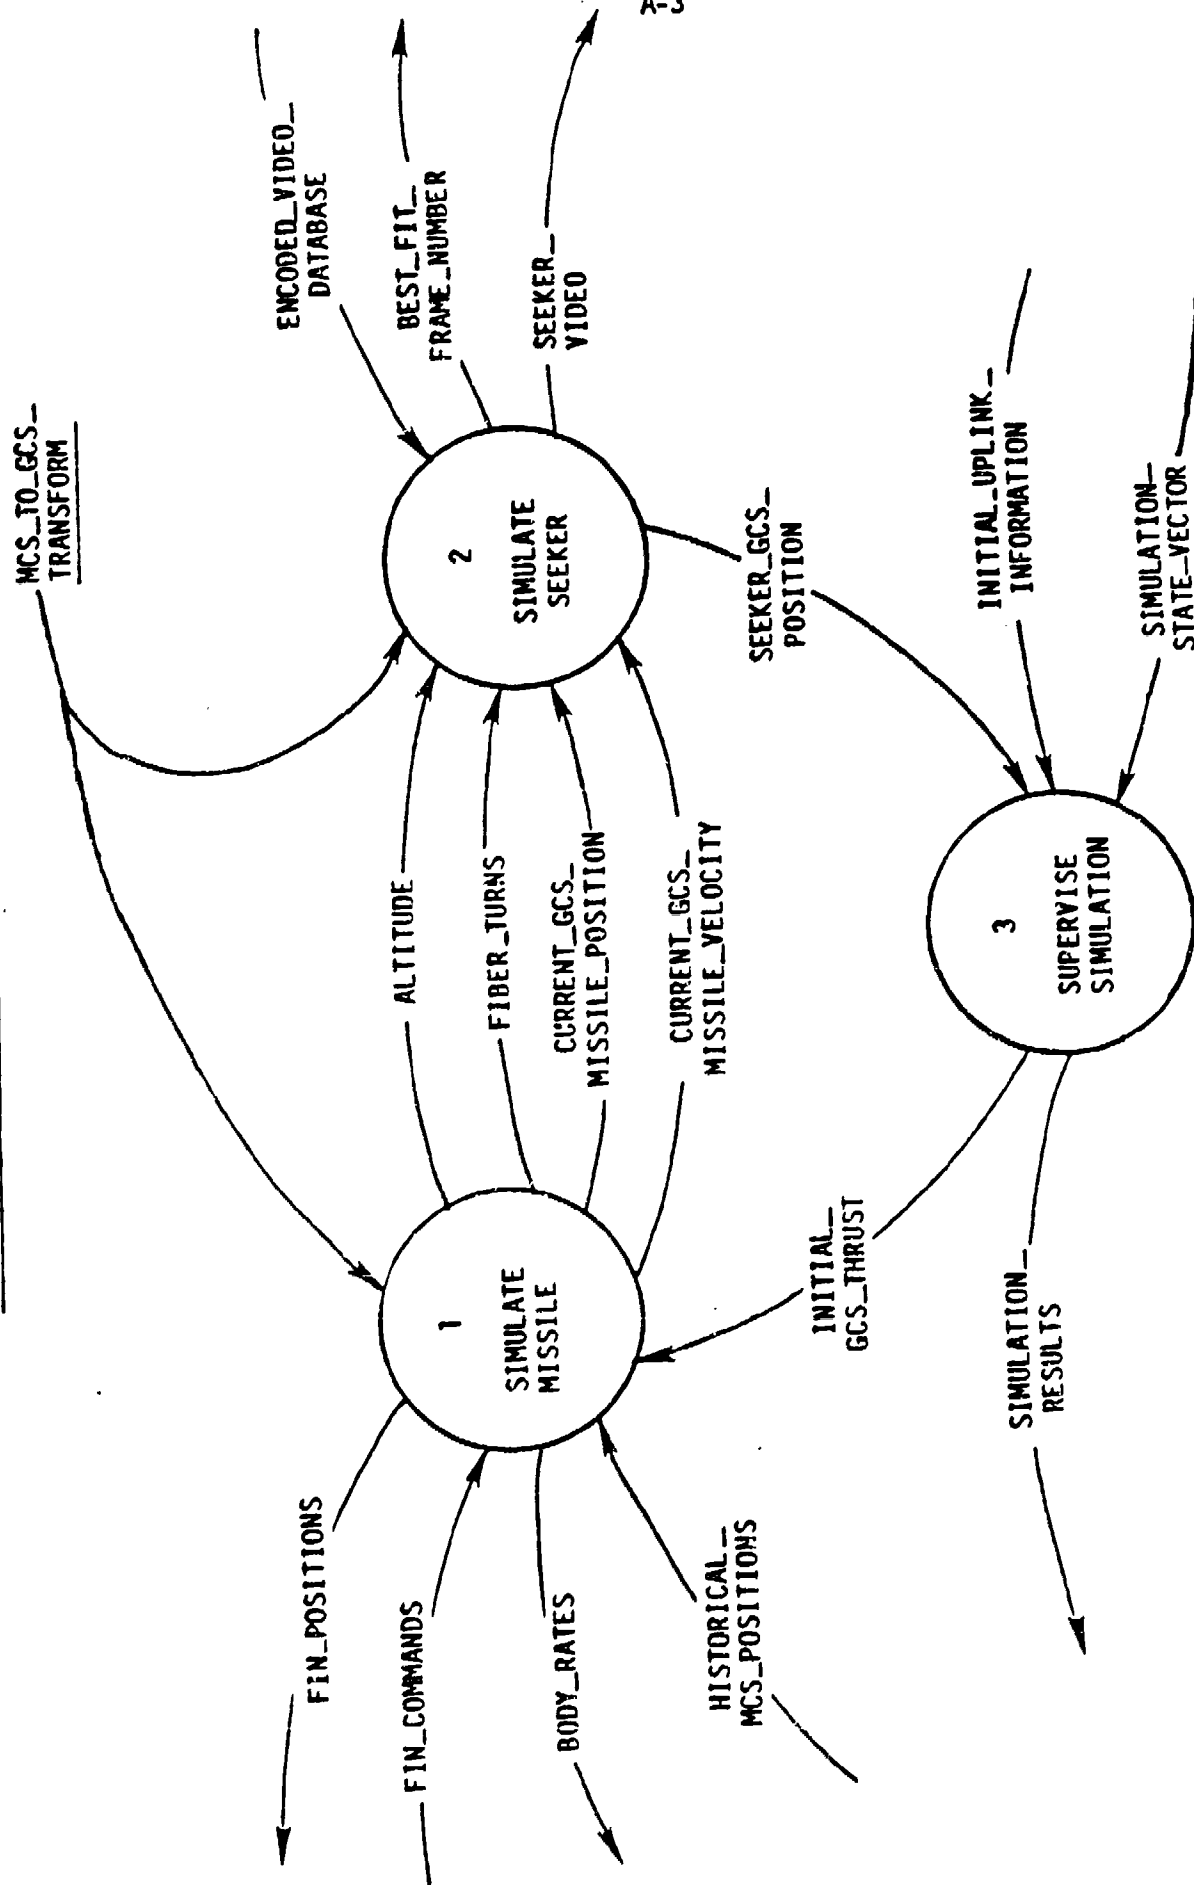 A-3
MCS_TO_GCS_
TRANSFORM
ENCODED_VIDEO_
DATABASE
BEST_FIT_
FRAME_NUMBER
SEEKER_
VIDEO
2
SIMULATE
SEEKER
ALTITUDE
FIBER_TURNS
CURRENT_GCS_
MISSILE_POSITION
CURRENT_GCS_
MISSILE_VELOCITY
SEEKER_GCS_
POSITION
FIN_POSITIONS
FIN_COMMANDS
BODY_RATES
HISTORICAL_
MCS_POSITIONS
1
SIMULATE
MISSILE
INITIAL_
GCS_THRUST
INITIAL_UPLINK_
INFORMATION
SIMULATION_
STATE_VECTOR
3
SUPERVISE
SIMULATION
SIMULATION_
RESULTS